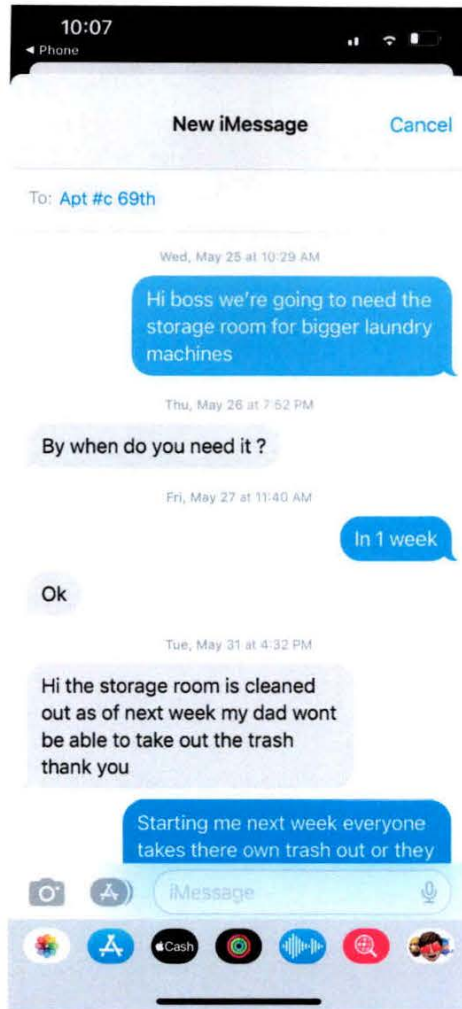 10:07
◀ Phone
New iMessage
Cancel
To: Apt #c 69th
Wed, May 25 at 10:29 AM
Hi boss we're going to need the
storage room for bigger laundry
machines
Thu, May 26 at 7:52 PM
By when do you need it ?
Fri, May 27 at 11:40 AM
In 1 week
Ok
Tue, May 31 at 4:32 PM
Hi the storage room is cleaned
out as of next week my dad wont
be able to take out the trash
thank you
Starting me next week everyone
takes there own trash out or they
iMessage
Cash